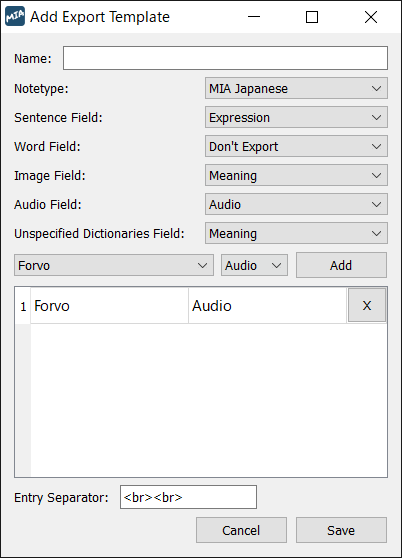 MIA Add Export Template
Name:
Notetype: MIA Japanese
Sentence Field: Expression
Word Field: Don't Export
Image Field: Meaning
Audio Field: Audio
Unspecified Dictionaries Field: Meaning
Forvo Audio Add
1 Forvo Audio X
Entry Separator: <br><br>
Cancel Save